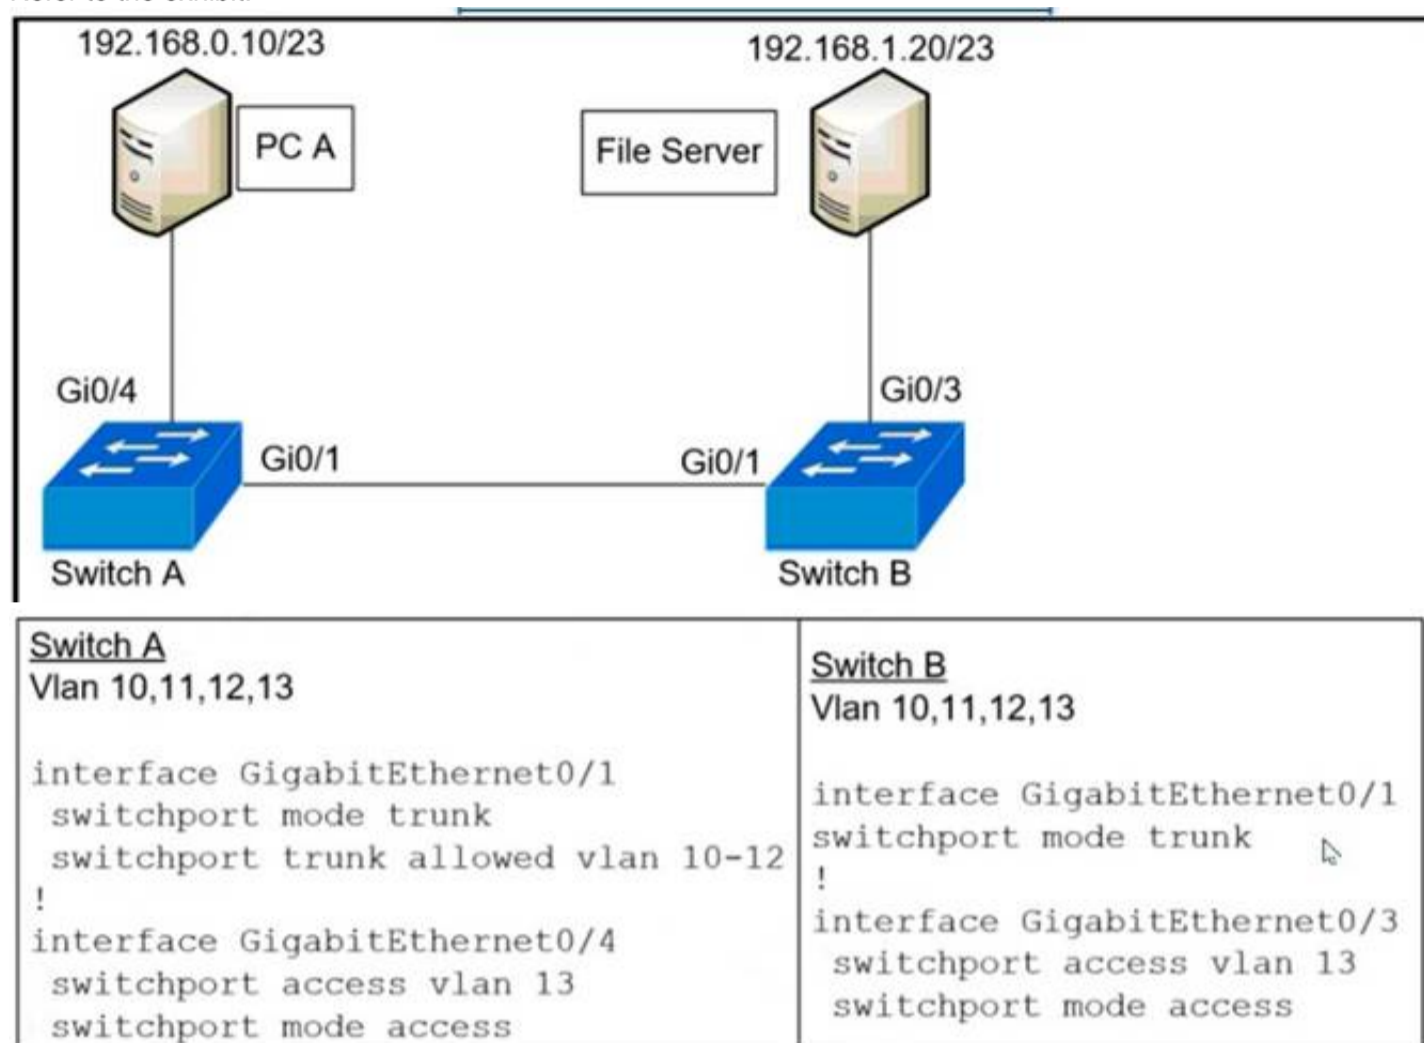 192.168.0.10/23
192.168.1.20/23
PC A
File Server
Gi0/4
Gi0/3
Gi0/1
Gi0/1
Switch A
Switch B
Switch A
Vlan 10,11,12,13
interface GigabitEthernet0/1
switchport mode trunk
switchport trunk allowed vlan 10-12
!
interface GigabitEthernet0/4
switchport access vlan 13
switchport mode access
Switch B
Vlan 10,11,12,13
interface GigabitEthernet0/1
switchport mode trunk
!
interface GigabitEthernet0/3
switchport access vlan 13
switchport mode access